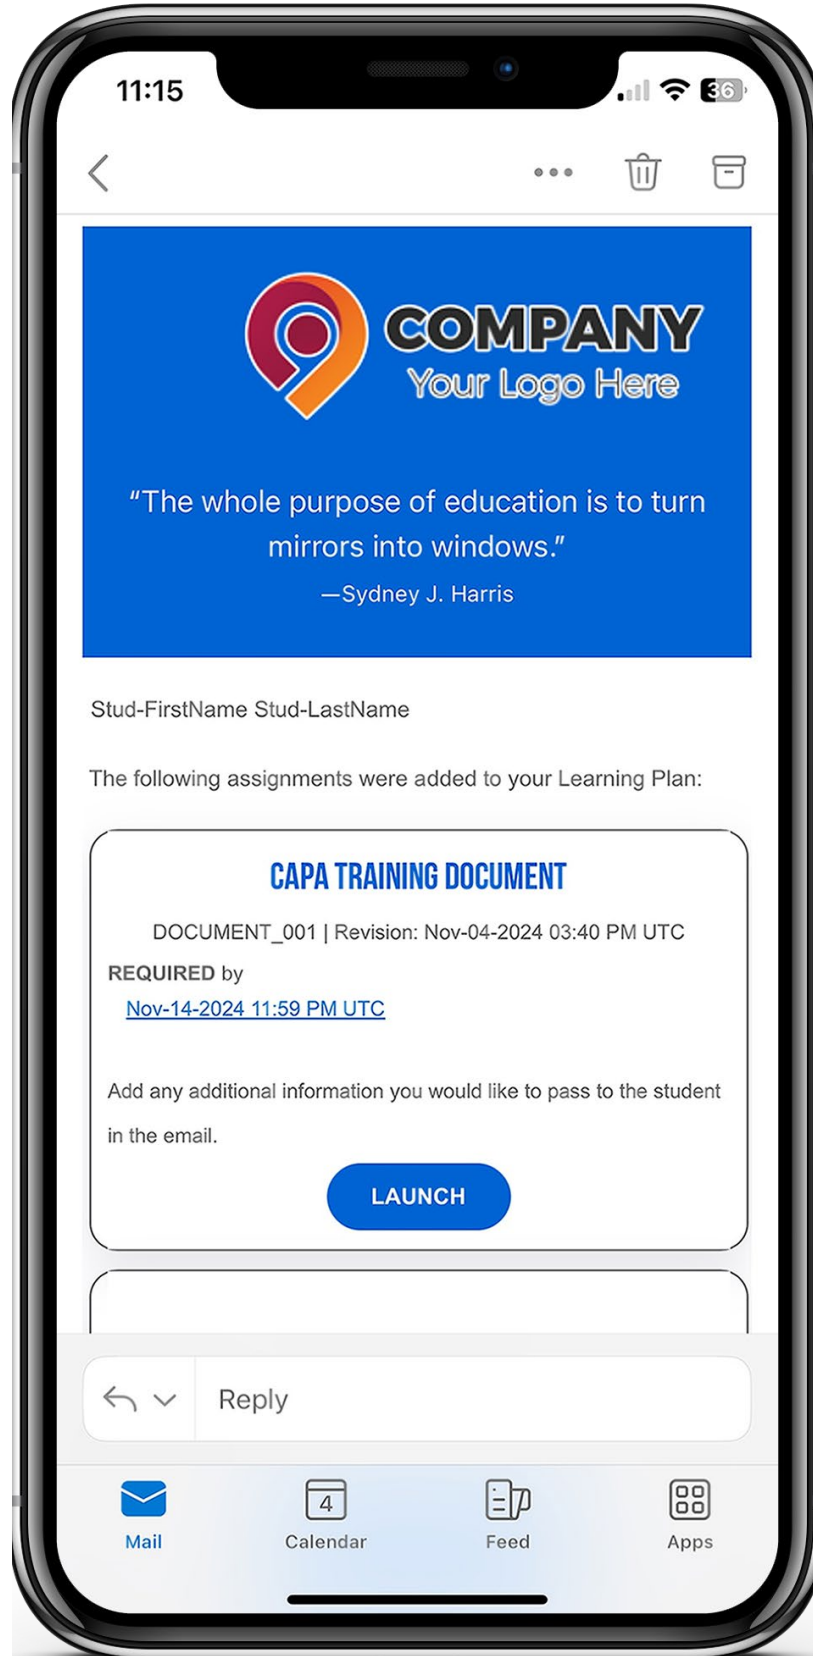 11:15
36
COMPANY
Your Logo Here
“The whole purpose of education is to turn
mirrors into windows.”
—Sydney J. Harris
Stud-FirstName Stud-LastName
The following assignments were added to your Learning Plan:
CAPA TRAINING DOCUMENT
DOCUMENT_001 | Revision: Nov-04-2024 03:40 PM UTC
REQUIRED by
Nov-14-2024 11:59 PM UTC
Add any additional information you would like to pass to the student
in the email.
LAUNCH
Reply
4
Mail
Calendar
Feed
Apps